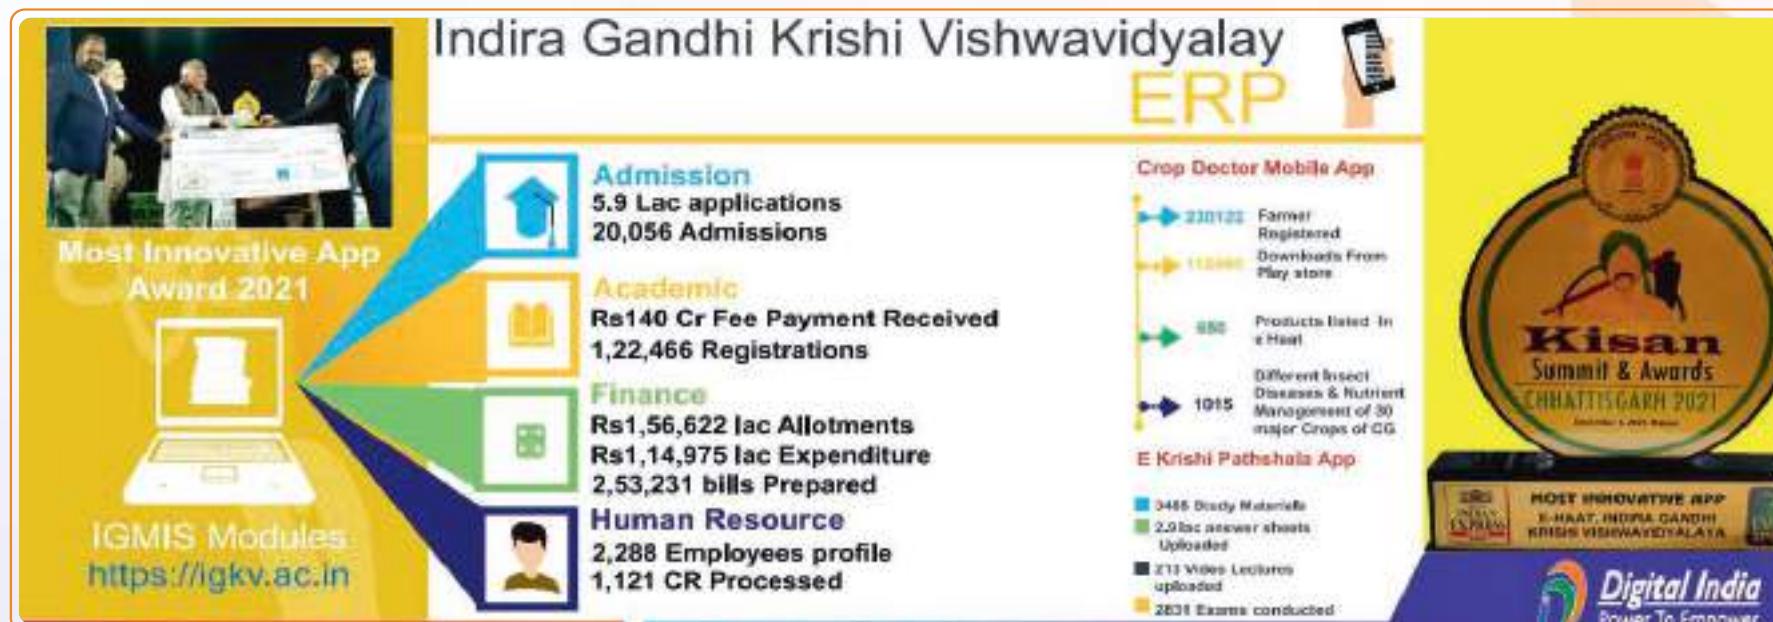 Indira Gandhi Krishi Vishwavidyalay
ERP
Most Innovative App
Award 2021
IGMIS Modules
https://igkv.ac.in
Admission
5.9 Lac applications
20,056 Admissions
Academic
Rs140 Cr Fee Payment Received
1,22,466 Registrations
Finance
Rs1,56,622 lac Allotments
Rs1,14,975 lac Expenditure
2,53,231 bills Prepared
Human Resource
2,288 Employees profile
1,121 CR Processed
Crop Doctor Mobile App
Farmer
Registered
Downloads From
Play store
Products listed In
e Haat
1015
Different Insect
Diseases & Nutrient
Management of 30
major Crops of CG
E Krishi Pathshala App
Study Materials
2.9 lac answer sheets
Uploaded
213 Video Lectures
uploaded
2831 Exams conducted
Kisan
Summit & Awards
CHHATTISGARH 2021
MOST INNOVATIVE APP
E-HAAT, INDIRA GANDHI
KRISHI VISHWAVIDYALAYA
Digital India
Power To Empower